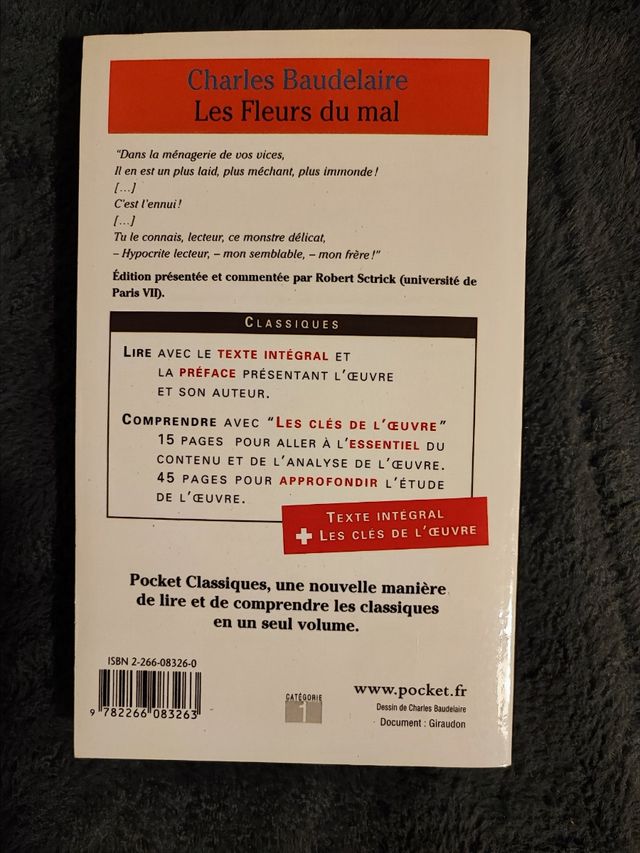 Charles Baudelaire
Les Fleurs du mal
“Dans la ménagerie de vos vices,
Il en est un plus laid, plus méchant, plus immonde !
[…]
C'est l'ennui !
[…]
Tu le connais, lecteur, ce monstre délicat,
– Hypocrite lecteur, – mon semblable, – mon frère !”
Édition présentée et commentée par Robert Sctrick (université de
Paris VII).
CLASSIQUES
LIRE AVEC LE TEXTE INTÉGRAL ET
LA PRÉFACE PRÉSENTANT L'ŒUVRE
ET SON AUTEUR.
COMPRENDRE AVEC “LES CLÉS DE L'ŒUVRE”
15 PAGES POUR ALLER À L'ESSENTIEL DU
CONTENU ET DE L'ANALYSE DE L'ŒUVRE.
45 PAGES POUR APPROFONDIR L'ÉTUDE
DE L'ŒUVRE.
TEXTE INTÉGRAL
+ LES CLÉS DE L'ŒUVRE
Pocket Classiques, une nouvelle manière
de lire et de comprendre les classiques
en un seul volume.
ISBN 2-266-08326-0
9 782266 083263
CATÉGORIE
1
www.pocket.fr
Dessin de Charles Baudelaire
Document : Giraudon